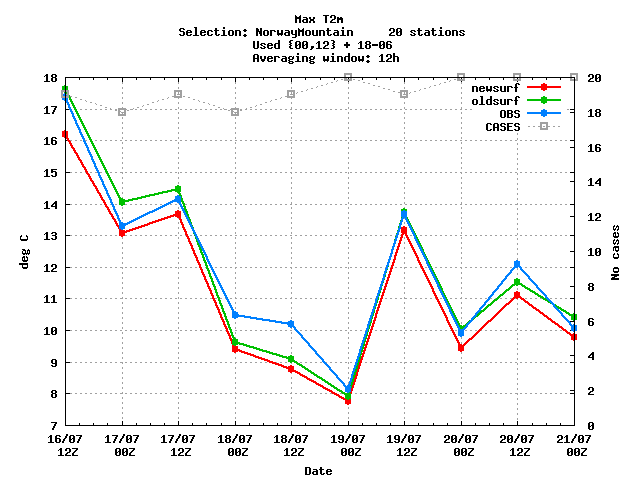 Max T2m
Selection: NorwayMountain 20 stations
Used {00,12} + 18-06
Averaging window: 12h
newsurf
oldsurf
OBS
CASES
deg C
18
17
16
15
14
13
12
11
10
9
8
7
20
18
16
14
12
10
8
6
4
2
0
No cases
16/07 17/07 17/07 18/07 18/07 19/07 19/07 20/07 20/07 21/07
12Z 00Z 12Z 00Z 12Z 00Z 12Z 00Z 12Z 00Z
Date